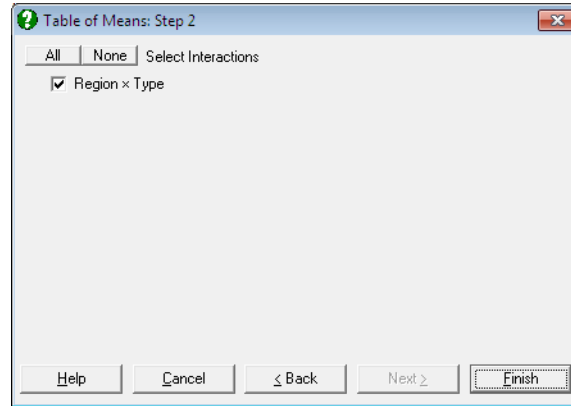 Table of Means: Step 2
All None Select Interactions
Region × Type
Help Cancel < Back Next > Finish